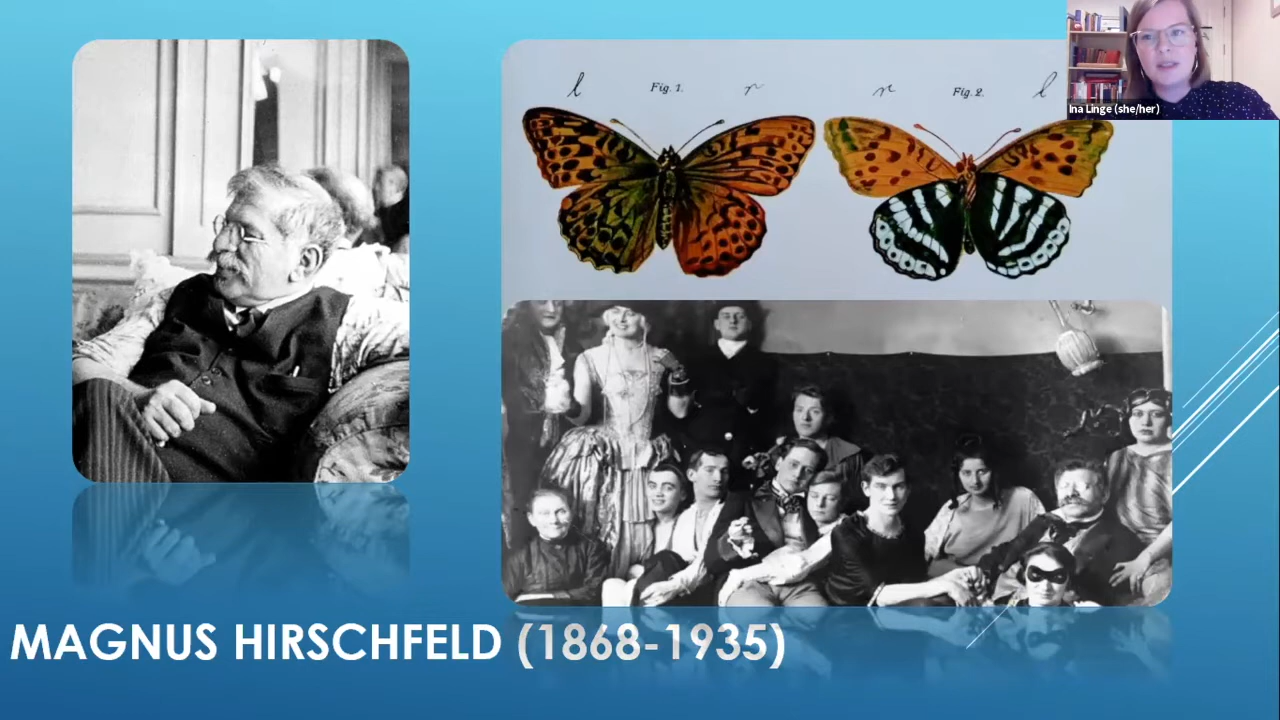 l Fig. 1. r r Fig. 2. l
Ina Linge (she/her)
MAGNUS HIRSCHFELD (1868-1935)